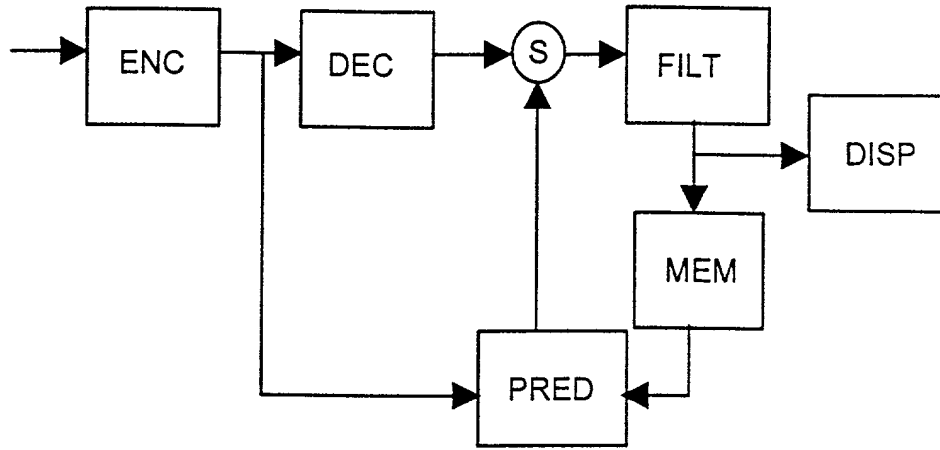 ENC
DEC
S
FILT
DISP
MEM
PRED